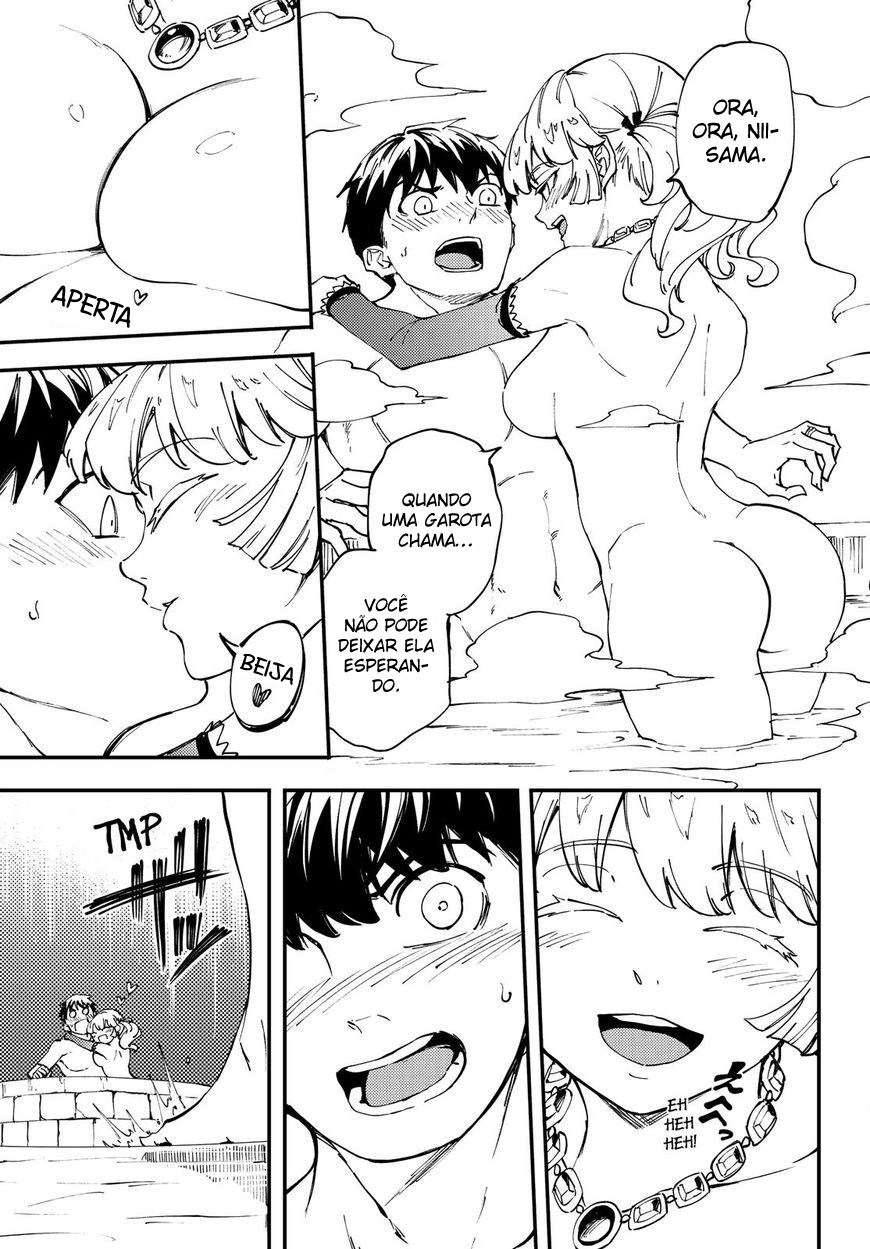 ORA,
ORA, NII-
SAMA.
QUANDO
UMA GAROTA
CHAMA...
VOCÊ
NÃO PODE
DEIXAR ELA
ESPERAN-
DO.
APERTA
BEIJA
EH
HEH
HEH!
TMP